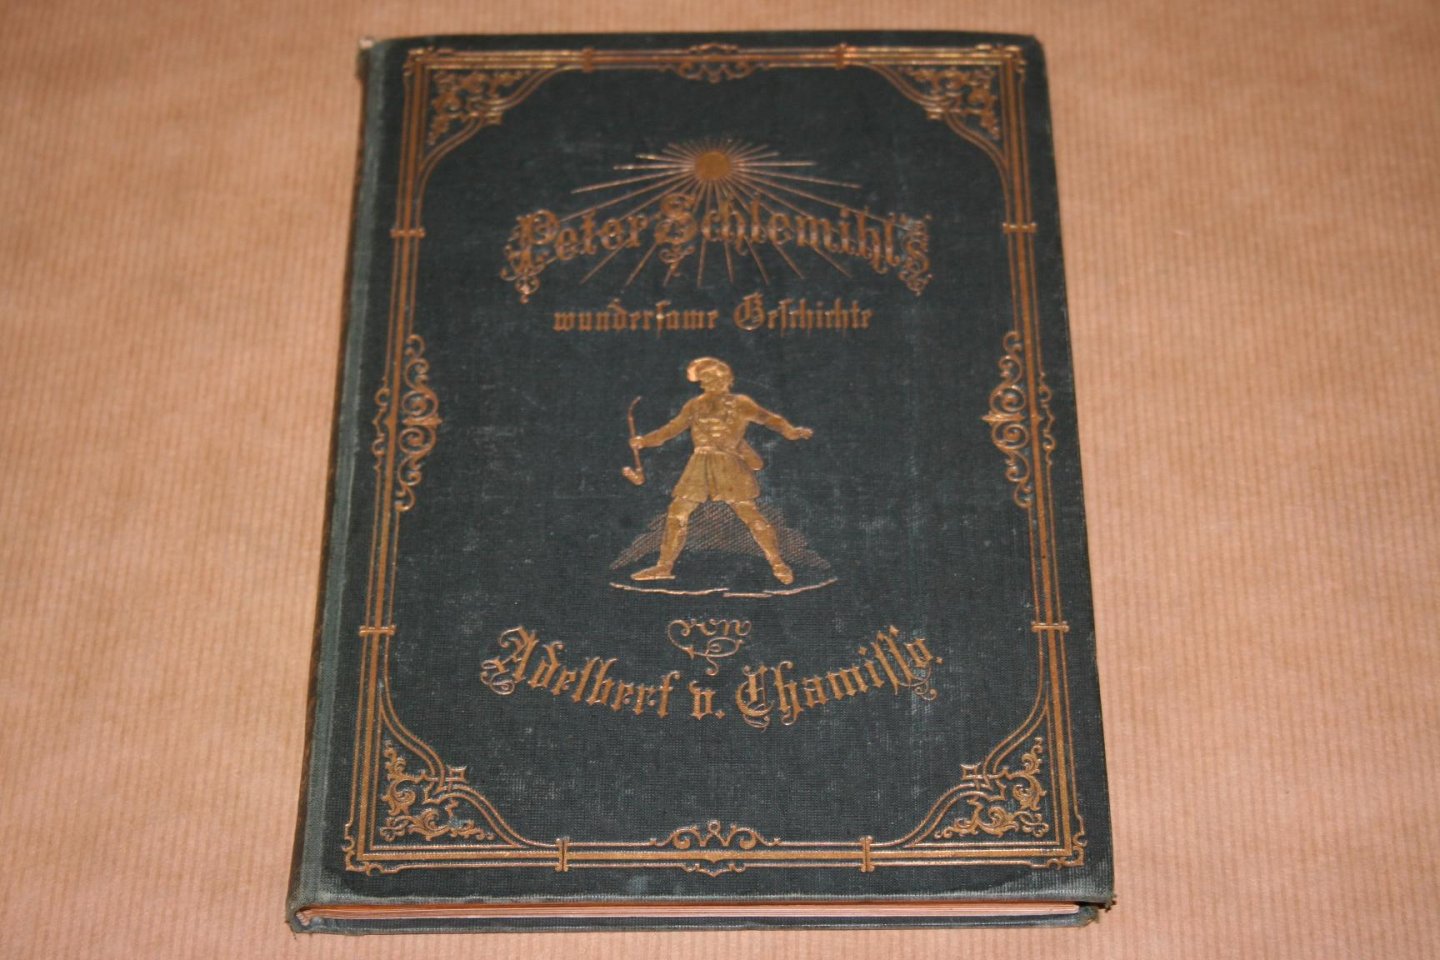 Peter Schlemihl's
wundersame Geschichte
von
Adelbert v. Chamisso.